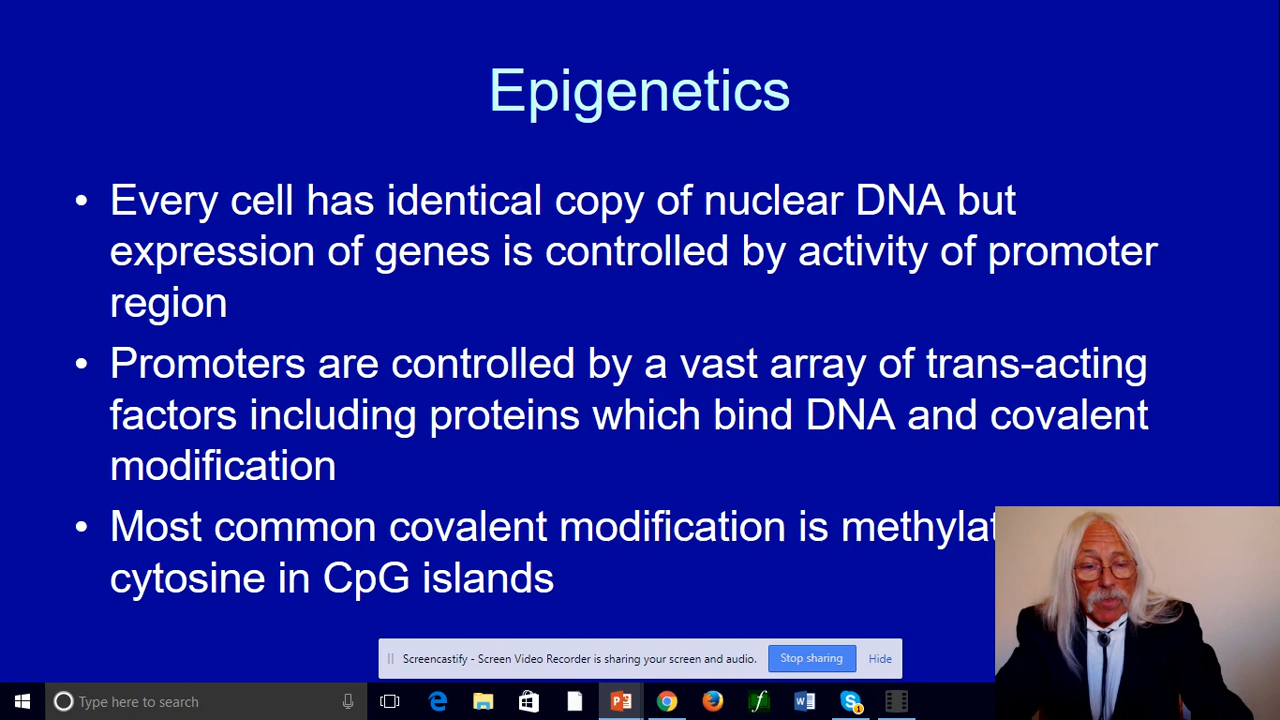 Epigenetics
• Every cell has identical copy of nuclear DNA but
expression of genes is controlled by activity of promoter
region
• Promoters are controlled by a vast array of trans-acting
factors including proteins which bind DNA and covalent
modification
• Most common covalent modification is methylat
cytosine in CpG islands
Screencastify - Screen Video Recorder is sharing your screen and audio. Stop sharing Hide
Type here to search